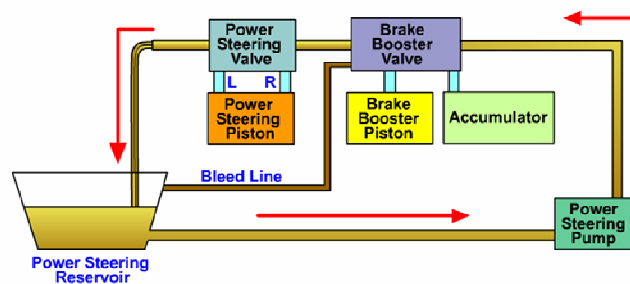 Power
Steering
Valve
Brake
Booster
Valve
L
R
Power
Steering
Piston
Brake
Booster
Piston
Accumulator
Bleed Line
Power
Steering
Pump
Power Steering
Reservoir